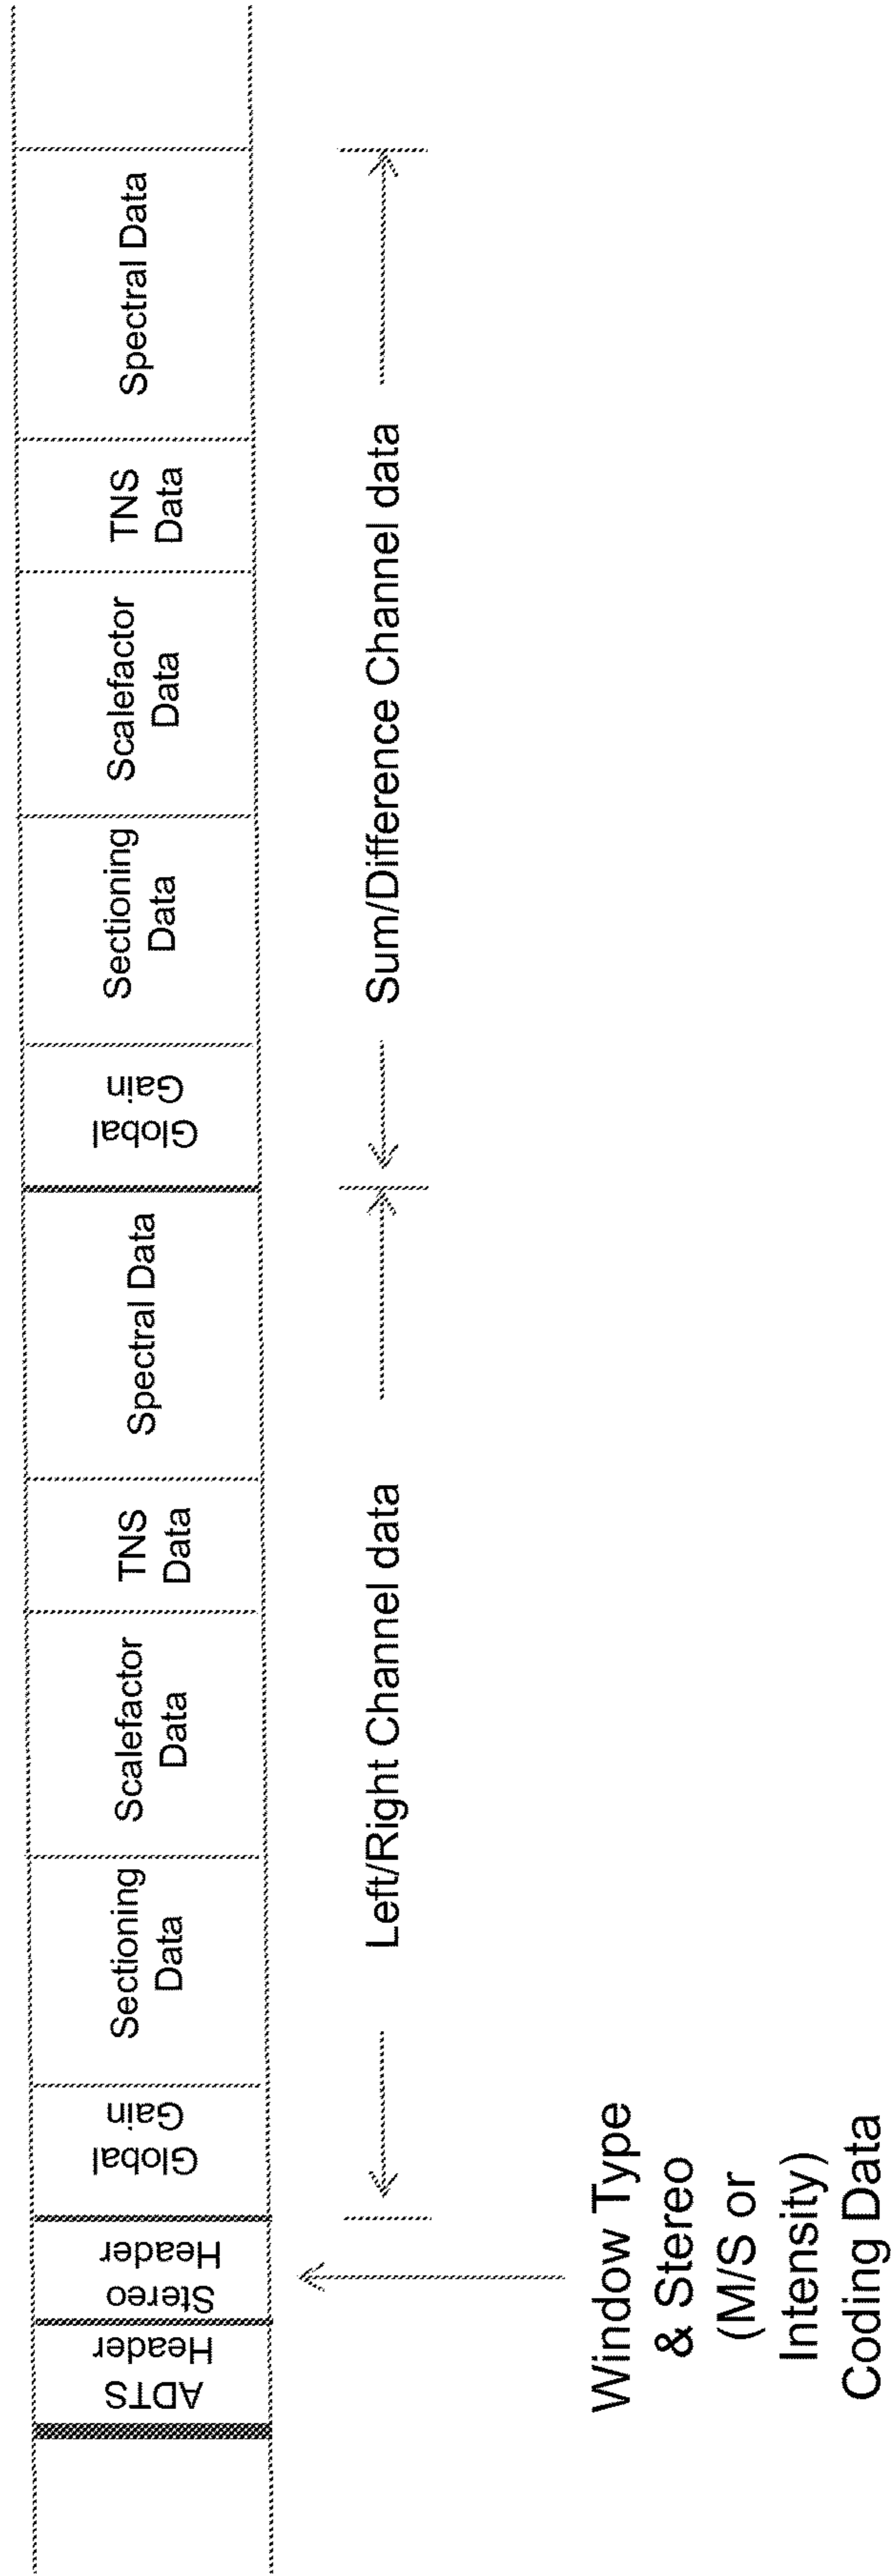 ADTS
Header
Stereo
Header
Global
Gain
Sectioning
Data
Scalefactor
Data
TNS
Data
Spectral Data
Global
Gain
Sectioning
Data
Scalefactor
Data
TNS
Data
Spectral Data
Left/Right Channel data
Sum/Difference Channel data
Window Type
& Stereo
(M/S or
Intensity)
Coding Data